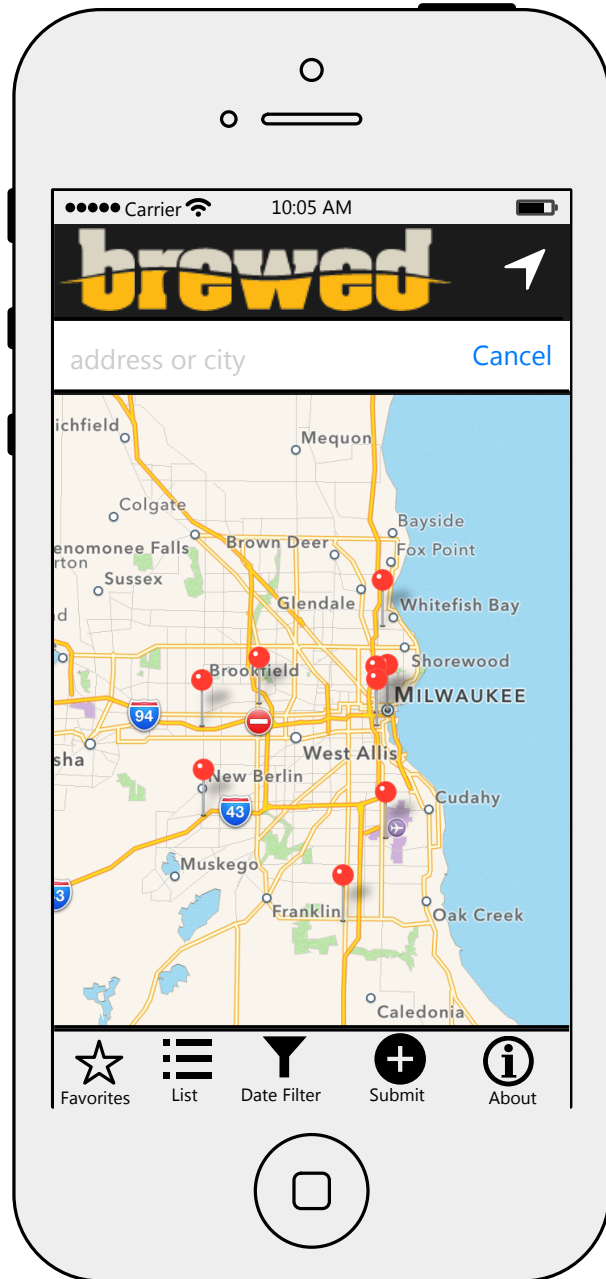 Carrier 10:05 AM
brewed
address or city Cancel
ichfield
Mequon
Colgate
Bayside
enomonee Falls Brown Deer
Fox Point
rton
Sussex
Glendale
Whitefish Bay
d
Brookfield
Shorewood
MILWAUKEE
94
sha
West Allis
New Berlin
Cudahy
43
Muskego
3
Franklin
Oak Creek
Caledonia
Favorites List Date Filter Submit About